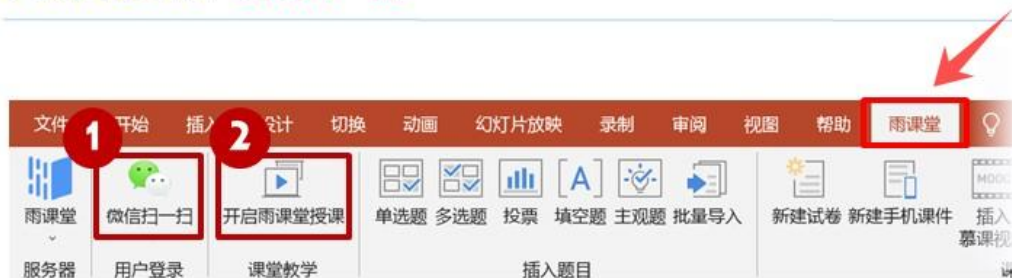 文件 开始 插入 设计 切换 动画 幻灯片放映 录制 审阅 视图 帮助 雨课堂
1 2
[A]
MOOC
雨课堂 微信扫一扫 开启雨课堂授课 单选题 多选题 投票 填空题 主观题 批量导入 新建试卷 新建手机课件 插入
慕课视
服务器 用户登录 课堂教学 插入题目